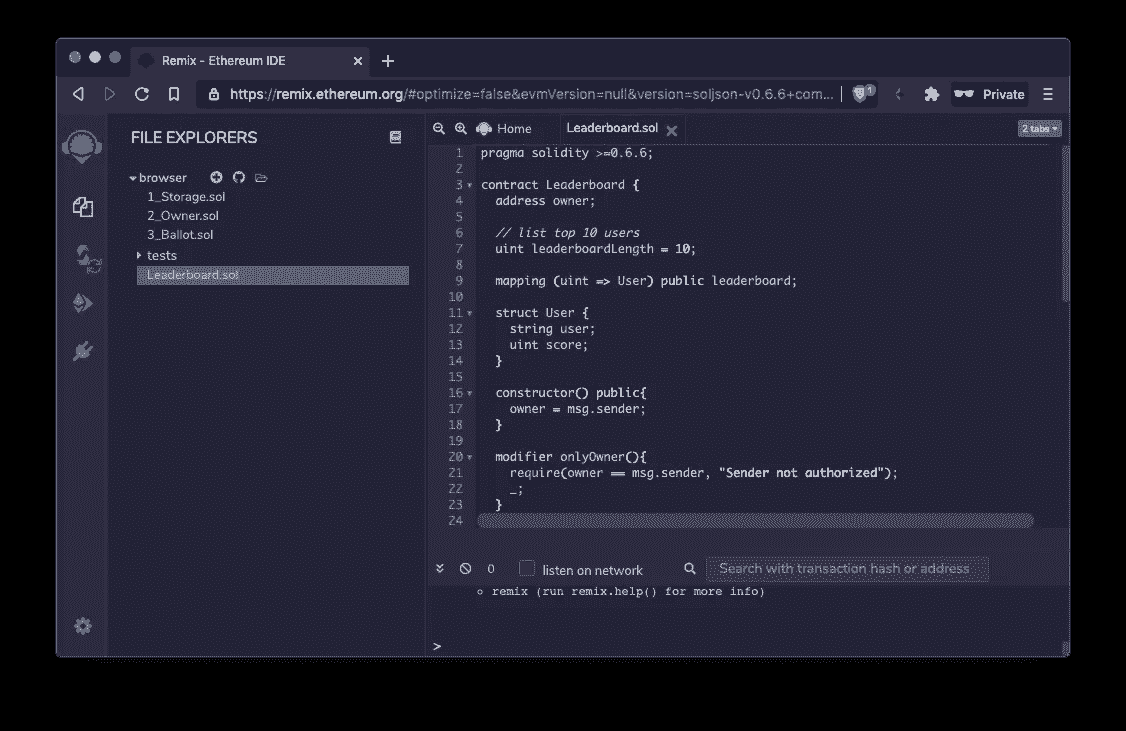 Remix - Ethereum IDE
https://remix.ethereum.org/#optimize=false&evmVersion=null&version=soljson-v0.6.6+com...
1
Private
FILE EXPLORERS
browser
1_Storage.sol
2_Owner.sol
3_Ballot.sol
tests
Leaderboard.sol
Home
Leaderboard.sol
2 tabs
1 pragma solidity >=0.6.6;
2
3 contract Leaderboard {
4 address owner;
5
6 // list top 10 users
7 uint leaderboardLength = 10;
8
9 mapping (uint => User) public leaderboard;
10
11 struct User {
12 string user;
13 uint score;
14 }
15
16 constructor() public{
17 owner = msg.sender;
18 }
19
20 modifier onlyOwner(){
21 require(owner == msg.sender, "Sender not authorized");
22 _;
23 }
24
0
listen on network
Search with transaction hash or address
remix (run remix.help() for more info)
>